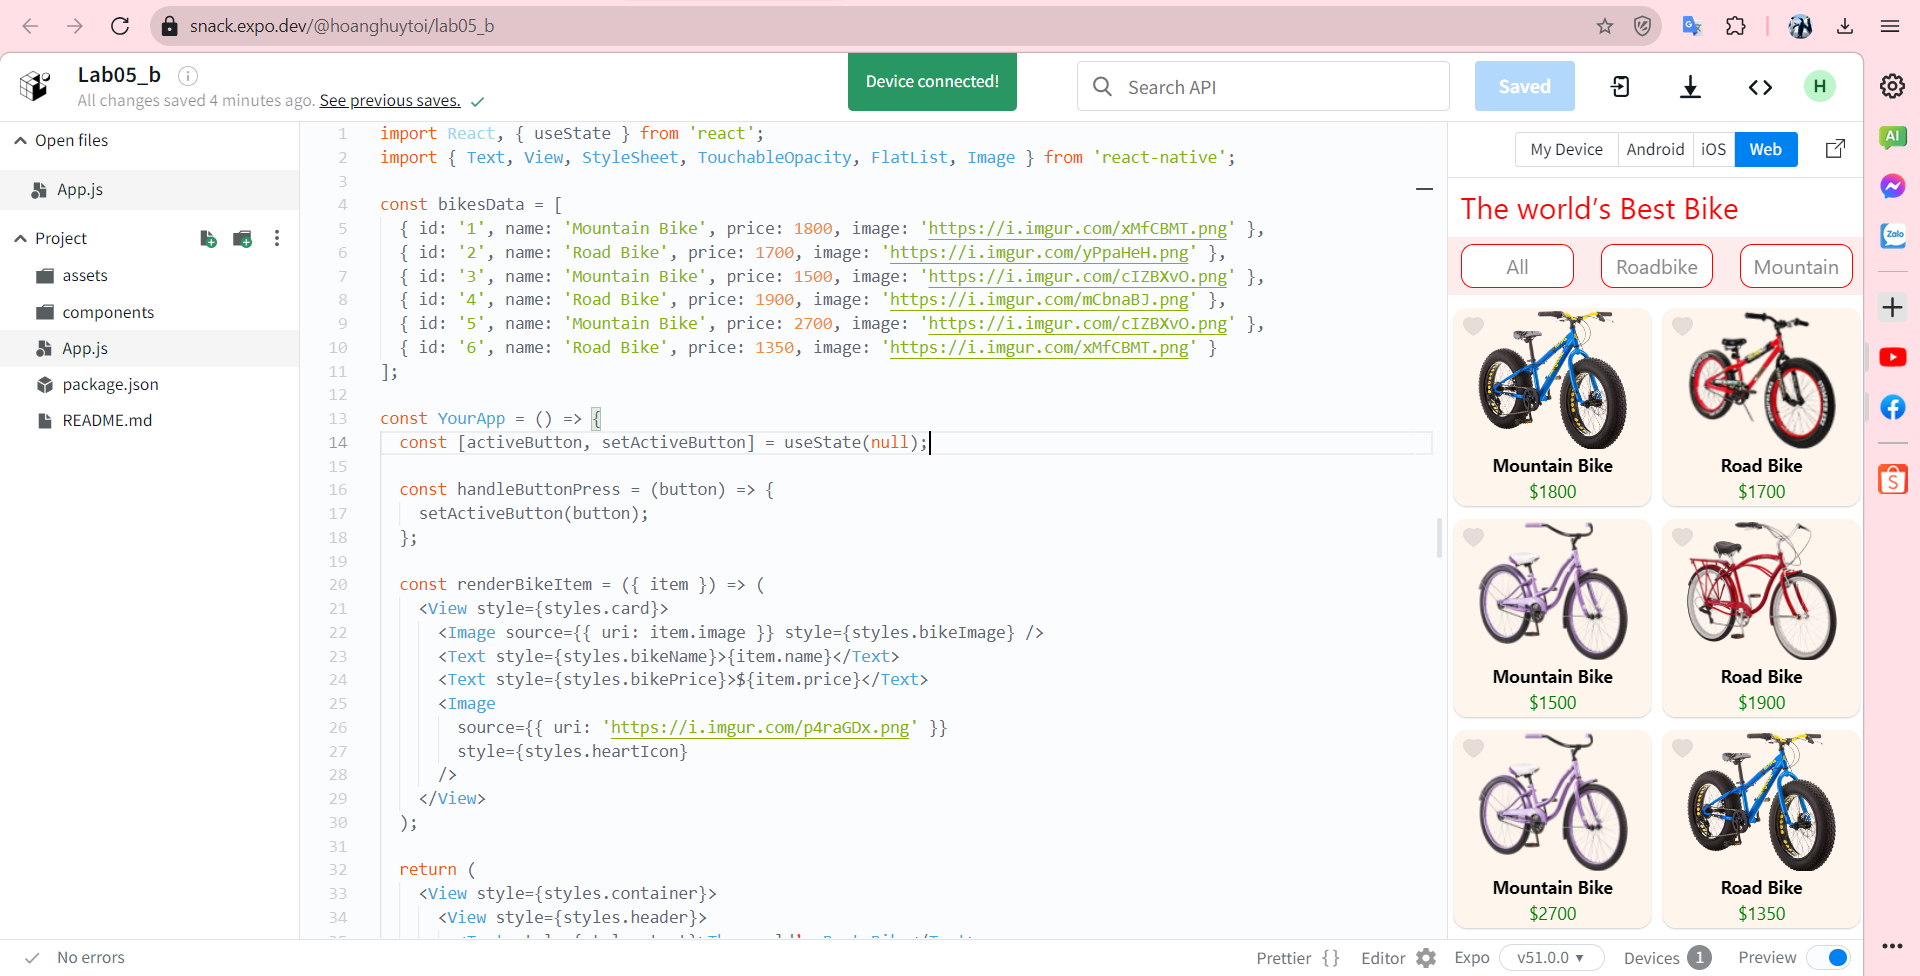 snack.expo.dev/@hoanghuytoi/lab05_b
Lab05_b
All changes saved 4 minutes ago. See previous saves.
Device connected!
Search API
Saved
H
Open files
App.js
Project
assets
components
App.js
package.json
README.md
1 import React, { useState } from 'react';
2 import { Text, View, StyleSheet, TouchableOpacity, FlatList, Image } from 'react-native';
3
4 const bikesData = [
5 { id: '1', name: 'Mountain Bike', price: 1800, image: 'https://i.imgur.com/xMfCBMT.png' },
6 { id: '2', name: 'Road Bike', price: 1700, image: 'https://i.imgur.com/yPpaHeH.png' },
7 { id: '3', name: 'Mountain Bike', price: 1500, image: 'https://i.imgur.com/cIZBXvO.png' },
8 { id: '4', name: 'Road Bike', price: 1900, image: 'https://i.imgur.com/mCbnaBJ.png' },
9 { id: '5', name: 'Mountain Bike', price: 2700, image: 'https://i.imgur.com/cIZBXvO.png' },
10 { id: '6', name: 'Road Bike', price: 1350, image: 'https://i.imgur.com/xMfCBMT.png' }
11 ];
12
13 const YourApp = () => {
14 const [activeButton, setActiveButton] = useState(null);
15
16 const handleButtonPress = (button) => {
17 setActiveButton(button);
18 };
19
20 const renderBikeItem = ({ item }) => (
21 <View style={styles.card}>
22 <Image source={{ uri: item.image }} style={styles.bikeImage} />
23 <Text style={styles.bikeName}>{item.name}</Text>
24 <Text style={styles.bikePrice}>${item.price}</Text>
25 <Image
26 source={{ uri: 'https://i.imgur.com/p4raGDx.png' }}
27 style={styles.heartIcon}
28 />
29 </View>
30 );
31
32 return (
33 <View style={styles.container}>
34 <View style={styles.header}>
My Device Android iOS Web
The world's Best Bike
All Roadbike Mountain
Mountain Bike
$1800
Road Bike
$1700
Mountain Bike
$1500
Road Bike
$1900
Mountain Bike
$2700
Road Bike
$1350
AI
Zalo
No errors
Prettier {} Editor Expo v51.0.0 Devices 1 Preview